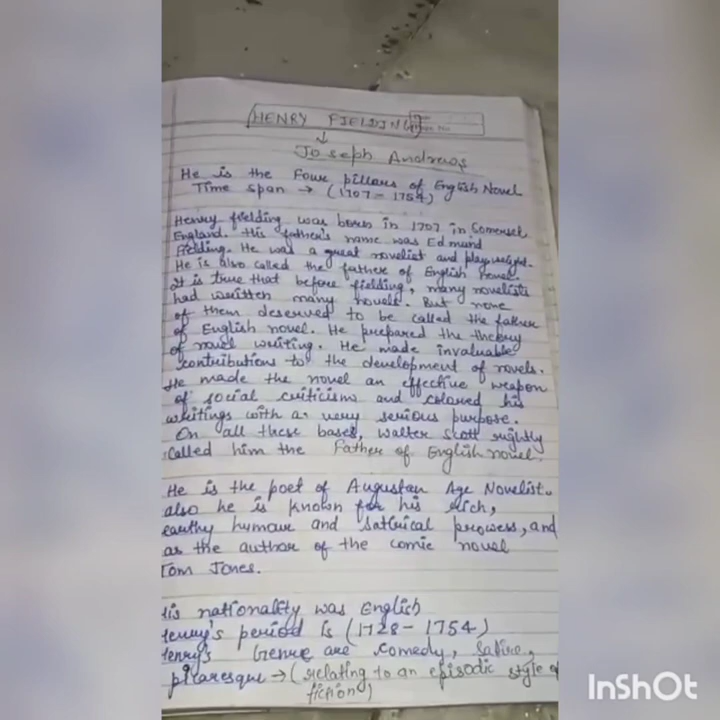 HENRY FIELDING
Joseph Andrews
He is the Four pillars of English Novel
Time span → (1707 - 1754)
Henry fielding was born in 1707 in Somerset
England. His father's name was Edmund
Fielding. He was a great novelist and playwright.
He is also called the father of English Novel.
It is true that before fielding, many novelists
had written many novels. But none
of them deserved to be called the father
of English novel. He prepared the theory
of novel writing. He made invaluable
contributions to the development of novels.
He made the novel an effective weapon
of social criticism and colored his
writings with a very serious purpose.
On all these bases, walter Scott rightly
called him the Father of English novel.
He is the poet of Augustan Age Novelist.
also he is known for his rich,
earthy humour and satirical prowess, and
as the author of the comic novel
Tom Jones.
His nationality was English
Henry's period is (1728 - 1754)
Henry's Genre are comedy, satire,
picaresque → (relating to an episodic style of
fiction)
InShOt